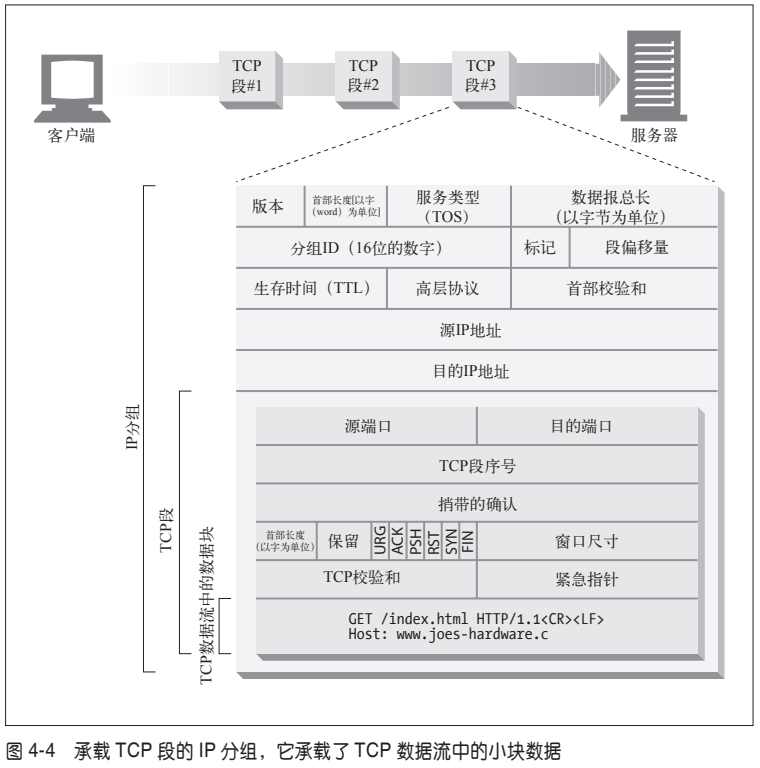 TCP
段#1
TCP
段#2
TCP
段#3
客户端
服务器
版本
首部长度[以字
（word）为单位]
服务类型
（TOS）
数据报总长
（以字节为单位）
分组ID（16位的数字）
标记
段偏移量
生存时间（TTL）
高层协议
首部校验和
源IP地址
目的IP地址
IP分组
TCP段
TCP数据流中的数据块
源端口
目的端口
TCP段序号
捎带的确认
首部长度
（以字为单位）
保留
URG
ACK
PSH
RST
SYN
FIN
窗口尺寸
TCP校验和
紧急指针
GET /index.html HTTP/1.1<CR><LF>
Host: www.joes-hardware.c
图 4-4 承载 TCP 段的 IP 分组，它承载了 TCP 数据流中的小块数据